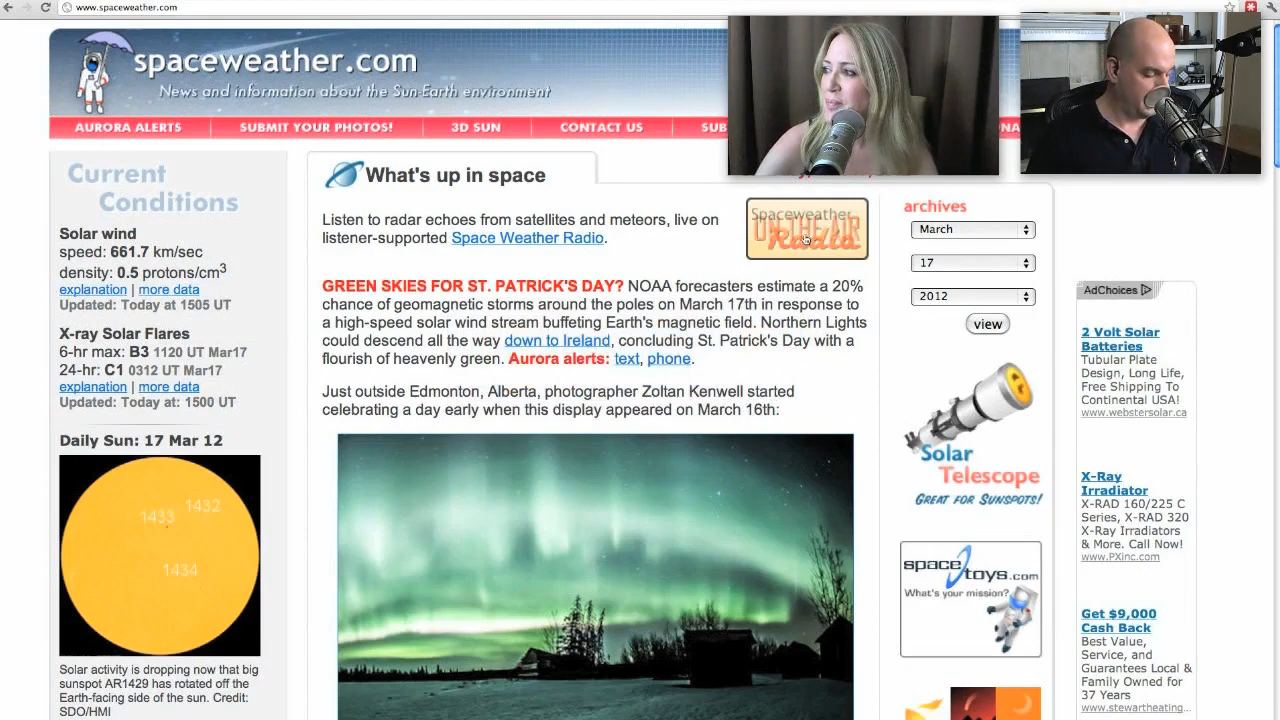 www.spaceweather.com
spaceweather.com
News and information about the Sun-Earth environment
AURORA ALERTS
SUBMIT YOUR PHOTOS!
3D SUN
CONTACT US
SUB
NA
Current
Conditions
Solar wind
speed: 661.7 km/sec
density: 0.5 protons/cm3
explanation | more data
Updated: Today at 1505 UT
X-ray Solar Flares
6-hr max: B3 1120 UT Mar17
24-hr: C1 0312 UT Mar17
explanation | more data
Updated: Today at: 1500 UT
Daily Sun: 17 Mar 12
1432
1433
1434
Solar activity is dropping now that big
sunspot AR1429 has rotated off the
Earth-facing side of the sun. Credit:
SDO/HMI
What's up in space
Listen to radar echoes from satellites and meteors, live on
listener-supported Space Weather Radio.
Spaceweather
ON THE AIR
Radio
GREEN SKIES FOR ST. PATRICK'S DAY? NOAA forecasters estimate a 20%
chance of geomagnetic storms around the poles on March 17th in response to
a high-speed solar wind stream buffeting Earth's magnetic field. Northern Lights
could descend all the way down to Ireland, concluding St. Patrick's Day with a
flourish of heavenly green. Aurora alerts: text, phone.
Just outside Edmonton, Alberta, photographer Zoltan Kenwell started
celebrating a day early when this display appeared on March 16th:
archives
March
17
2012
view
Solar
Telescope
GREAT FOR SUNSPOTS!
space toys.com
What's your mission?
AdChoices
2 Volt Solar
Batteries
Tubular Plate
Design, Long Life,
Free Shipping To
Continental USA!
www.webstersolar.ca
X-Ray
Irradiator
X-RAD 160/225 C
Series, X-RAD 320
X-Ray Irradiators
& More. Call Now!
www.PXinc.com
Get $9,000
Cash Back
Best Value,
Service, and
Guarantees Local &
Family Owned for
37 Years
www.stewartheating...